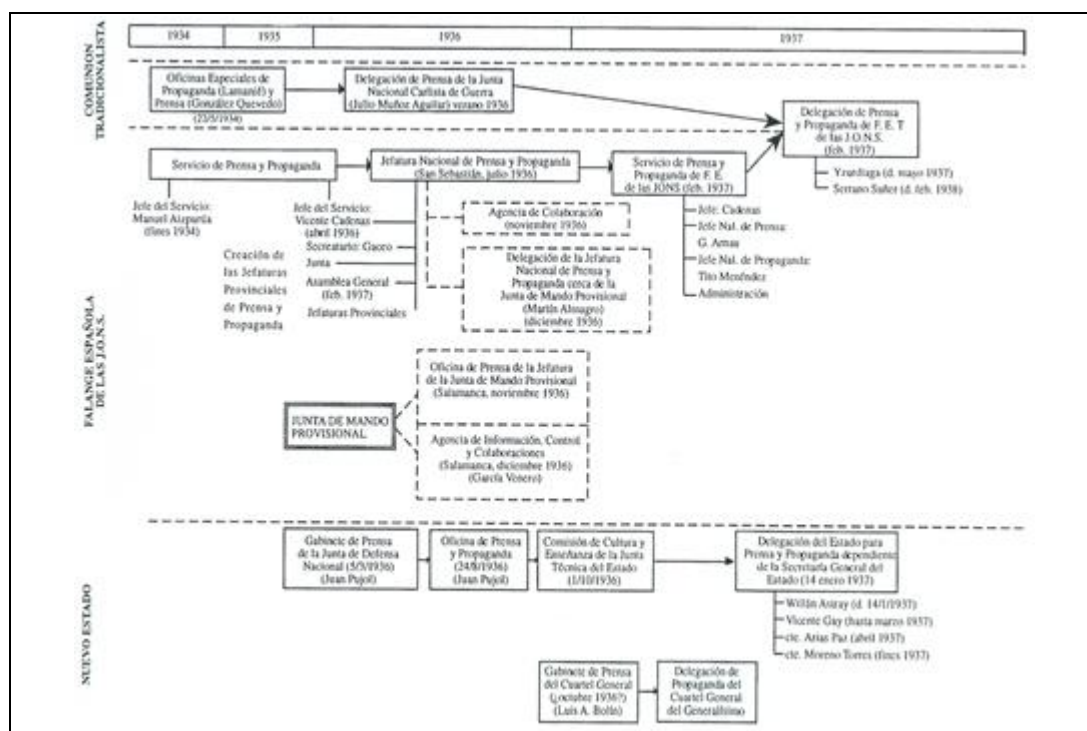 1934
1935
1936
1937
COMUNION
TRADICIONALISTA
Oficinas Especiales de
Propaganda (Lamamié) y
Prensa (González Quevedo)
Delegación de Prensa de la Junta
Nacional Carlista de Guerra
(Julio Muñoz Aguilar) verano 1936
Delegación de Prensa
y Propaganda de F. E. T
de las J.O.N.S.
(feb. 1937)
Yzurdiaga (d. mayo 1937)
Serrano Suñer (d. feb. 1938)
FALANGE ESPAÑOLA
DE LAS J.O.N.S.
Servicio de Prensa y Propaganda
Jefatura Nacional de Prensa y Propaganda
(San Sebastián, julio 1936)
Servicio de Prensa y
Propaganda de F. E.
de las JONS (feb. 1937)
Jefe del Servicio:
Manuel
(fines 1934)
Creación de
las Jefaturas
Provinciales
de Prensa y
Propaganda
Jefe del Servicio:
Vicente Cadenas
(abril 1936)
Secretario: Gaceo
Junta
Asamblea General
(feb. 1937)
Jefaturas Provinciales
Agencia de Colaboración
(noviembre 1936)
Delegación de la Jefatura
Nacional de Prensa y
Propaganda cerca de la
Junta de Mando Provisional
(Martín Almagro)
(diciembre 1936)
Jefe: Cadenas
Jefe Nal. de Prensa:
G. Arnau
Jefe Nal. de Propaganda:
Tito Menéndez
Administración
JUNTA DE MANDO
PROVISIONAL
Oficina de Prensa de la Jefatura
de la Junta de Mando Provisional
(Salamanca, noviembre 1936)
Agencia de Información, Control
y Colaboraciones
(Salamanca, diciembre 1936)
(García Venero)
NUEVO ESTADO
Gabinete de Prensa
de la Junta de Defensa
Nacional (5/3/1936)
(Juan Pujol)
Oficina de Prensa
y Propaganda
(24/8/1936)
(Juan Pujol)
Comisión de Cultura y
Enseñanza de la Junta
Técnica del Estado
(1/10/1936)
Delegación del Estado para
Prensa y Propaganda dependiente
de la Secretaría General del
Estado (14 enero 1937)
Millán Astray (d. 14/1/1937)
Vicente Gay (hasta marzo 1937)
cte. Arias Paz (abril 1937)
cte. Moreno Torres (fines 1937)
Gabinete de Prensa
del Cuartel General
(¿octubre 1936?)
(Luis A. Bolín)
Delegación de
Propaganda del
Cuartel General
del Generalísimo